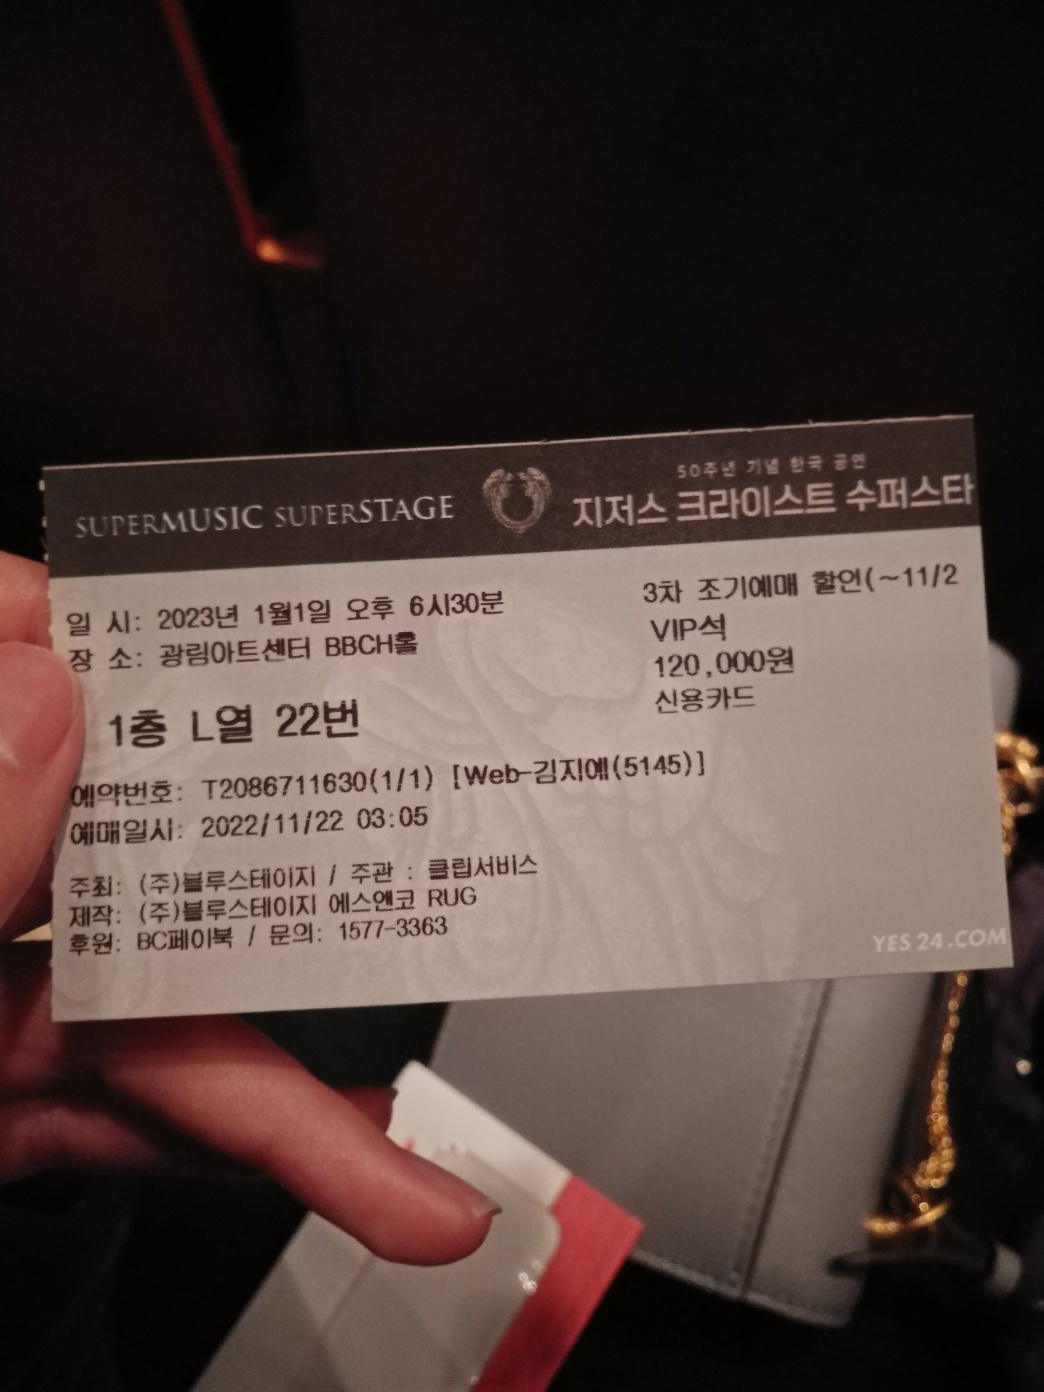 SUPERMUSIC SUPERSTAGE
50주년 기념 한국 공연
지저스 크라이스트 수퍼스타
일 시: 2023년 1월1일 오후 6시30분
장 소: 광림아트센터 BBCH홀
1층 L열 22번
3차 조기예매 할인(~11/2
VIP석
120,000원
신용카드
예약번호: T2086711630(1/1) [Web-김지예(5145)]
예매일시: 2022/11/22 03:05
주최: (주)블루스테이지 / 주관 : 클립서비스
제작: (주)블루스테이지 에스앤코 RUG
후원: BC페이북 / 문의: 1577-3363
YES24.COM